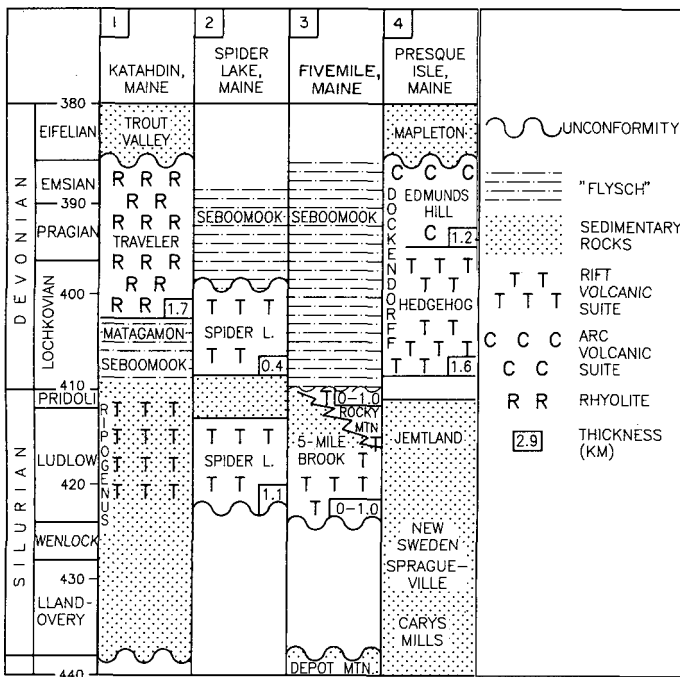 1
KATAHDIN,
MAINE
2
SPIDER
LAKE,
MAINE
3
FIVEMILE,
MAINE
4
PRESQUE
ISLE,
MAINE
DEVONIAN
SILURIAN
380
390
400
410
420
430
440
EIFELIAN
EMSIAN
PRAGIAN
LOCHKOVIAN
PRIDOLI
LUDLOW
WENLOCK
LLAND-
OVERY
TROUT
VALLEY
R R R
R R
R R R
TRAVELER
R R R
R R
R R
1.7
MATAGAMON
SEBOOMOOK
RIPOGENUS
T T T
T T T
T T T
T T T
SEBOOMOOK
T T T
SPIDER L.
T T
0.4
T T T
SPIDER L.
T T
1.1
SEBOOMOOK
T
0-1.0
ROCKY
MTN
T
5-MILE
BROOK
T
T
T
0-1.0
DEPOT MTN.
MAPLETON
DOCKENDORFF
C C C
EDMUNDS
HILL
C
1.2
T T T
T T
HEDGEHOG
T T
T T
1.6
JEMTLAND
NEW
SWEDEN
SPRAGUE-
VILLE
CARYS
MILLS
UNCONFORMITY
"FLYSCH"
SEDIMENTARY
ROCKS
T T
T T T
RIFT
VOLCANIC
SUITE
C C C
C C
ARC
VOLCANIC
SUITE
R R
RHYOLITE
2.9
THICKNESS
(KM)